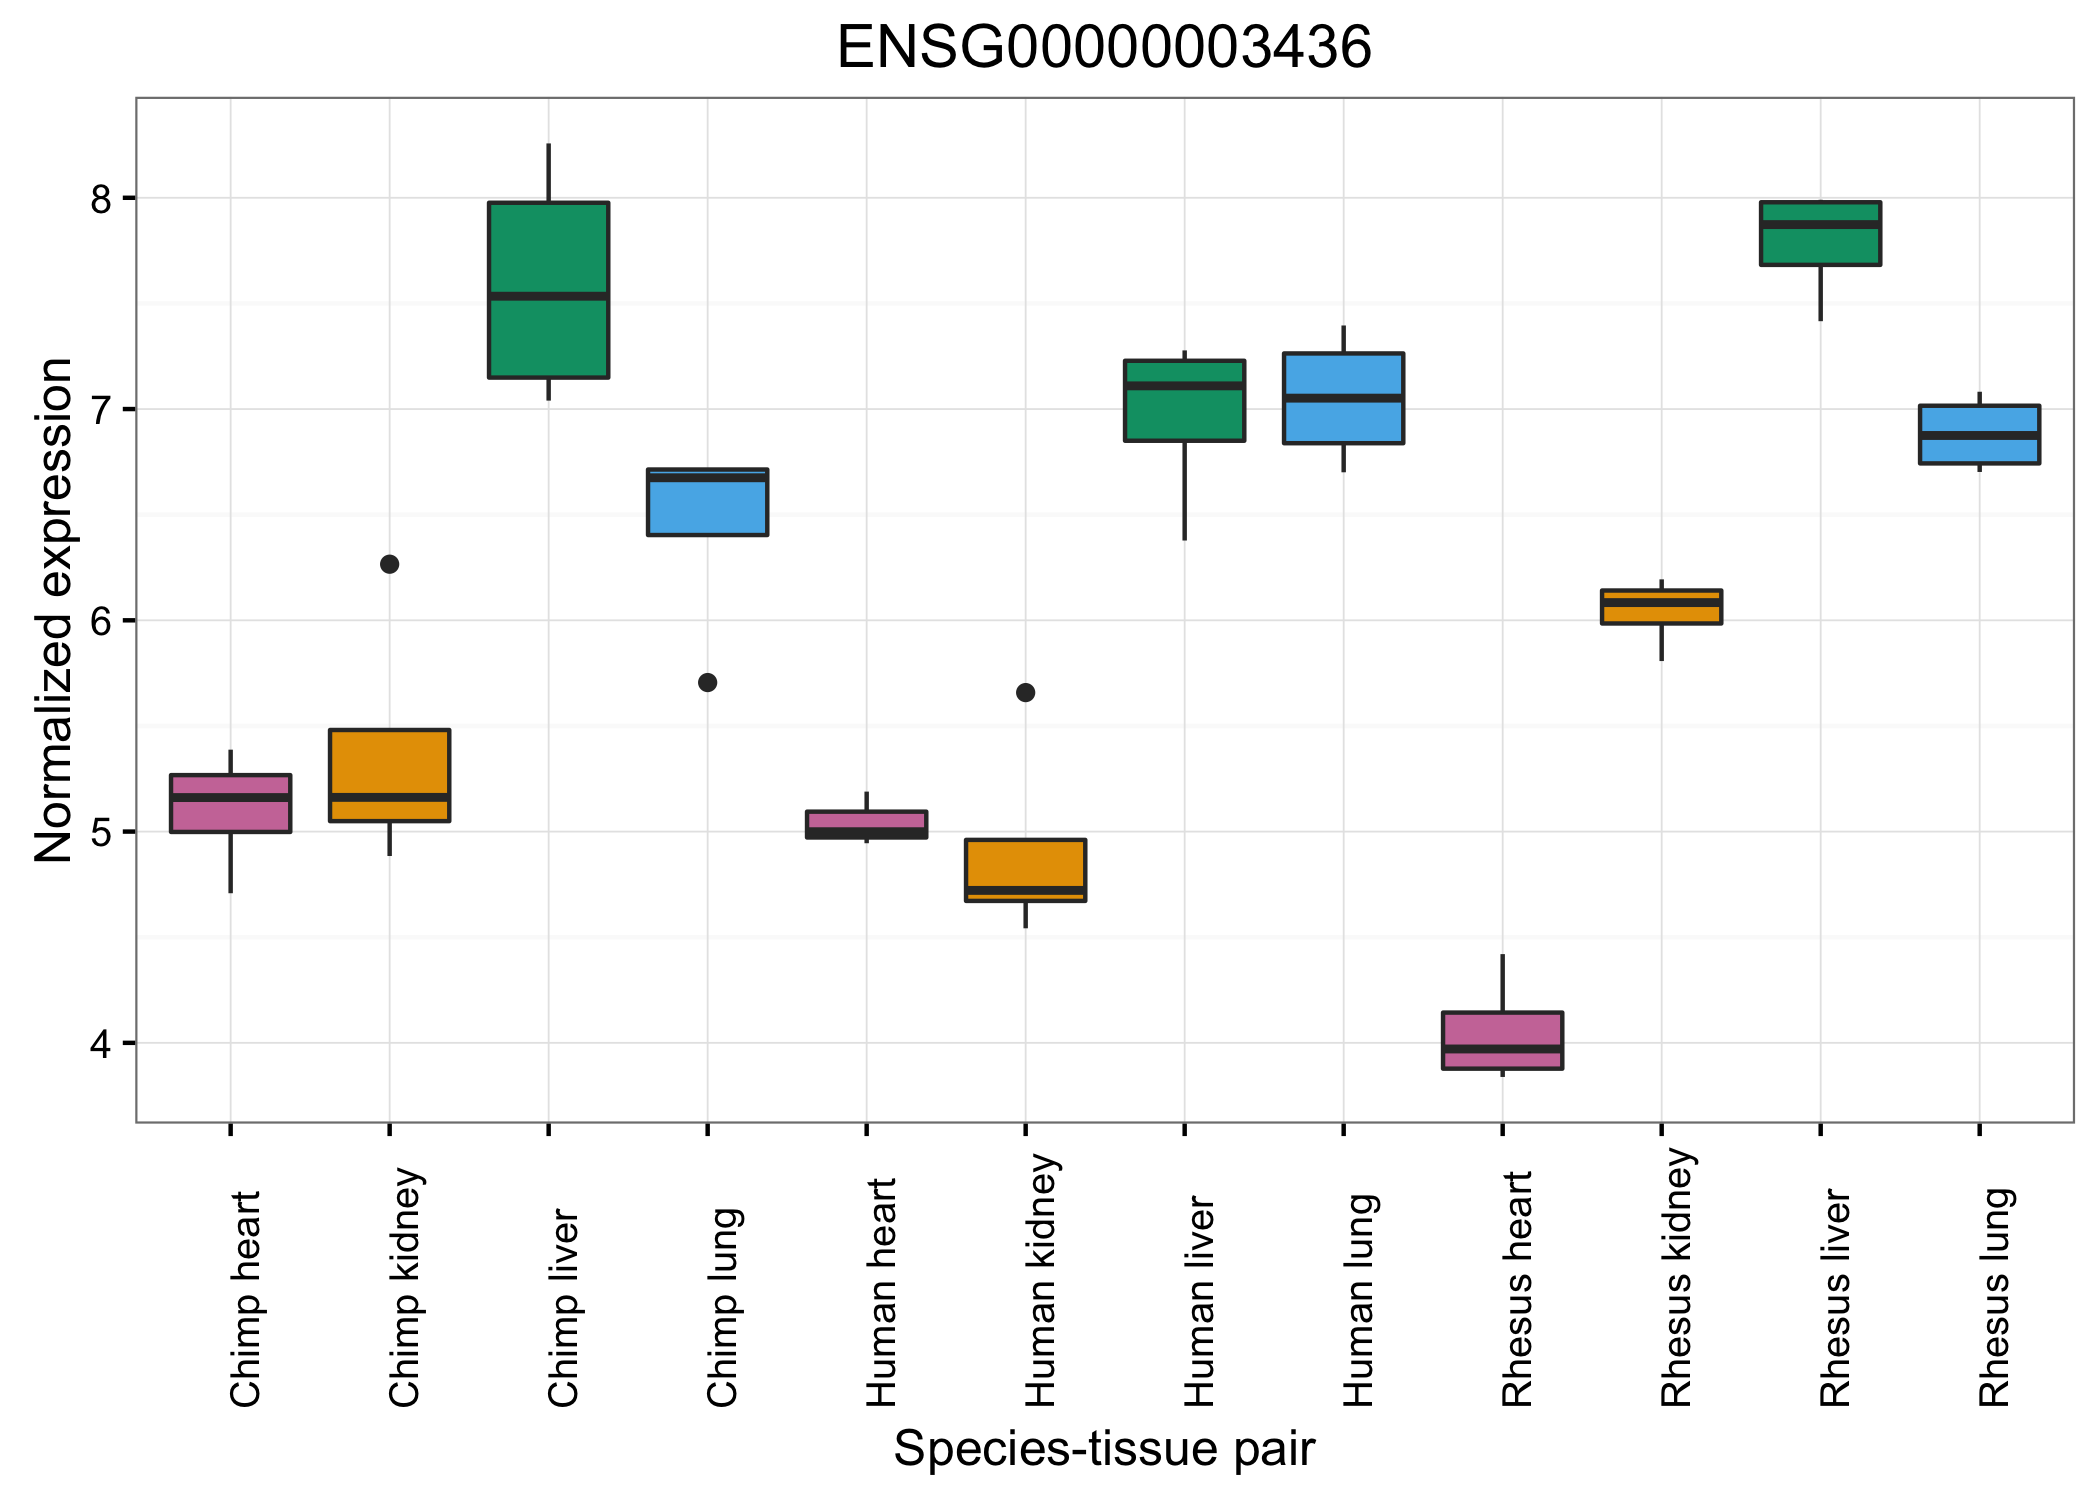 ENSG00000003436
Normalized expression
8
7
6
5
4
Chimp heart
Chimp kidney
Chimp liver
Chimp lung
Human heart
Human kidney
Human liver
Human lung
Rhesus heart
Rhesus kidney
Rhesus liver
Rhesus lung
Species-tissue pair